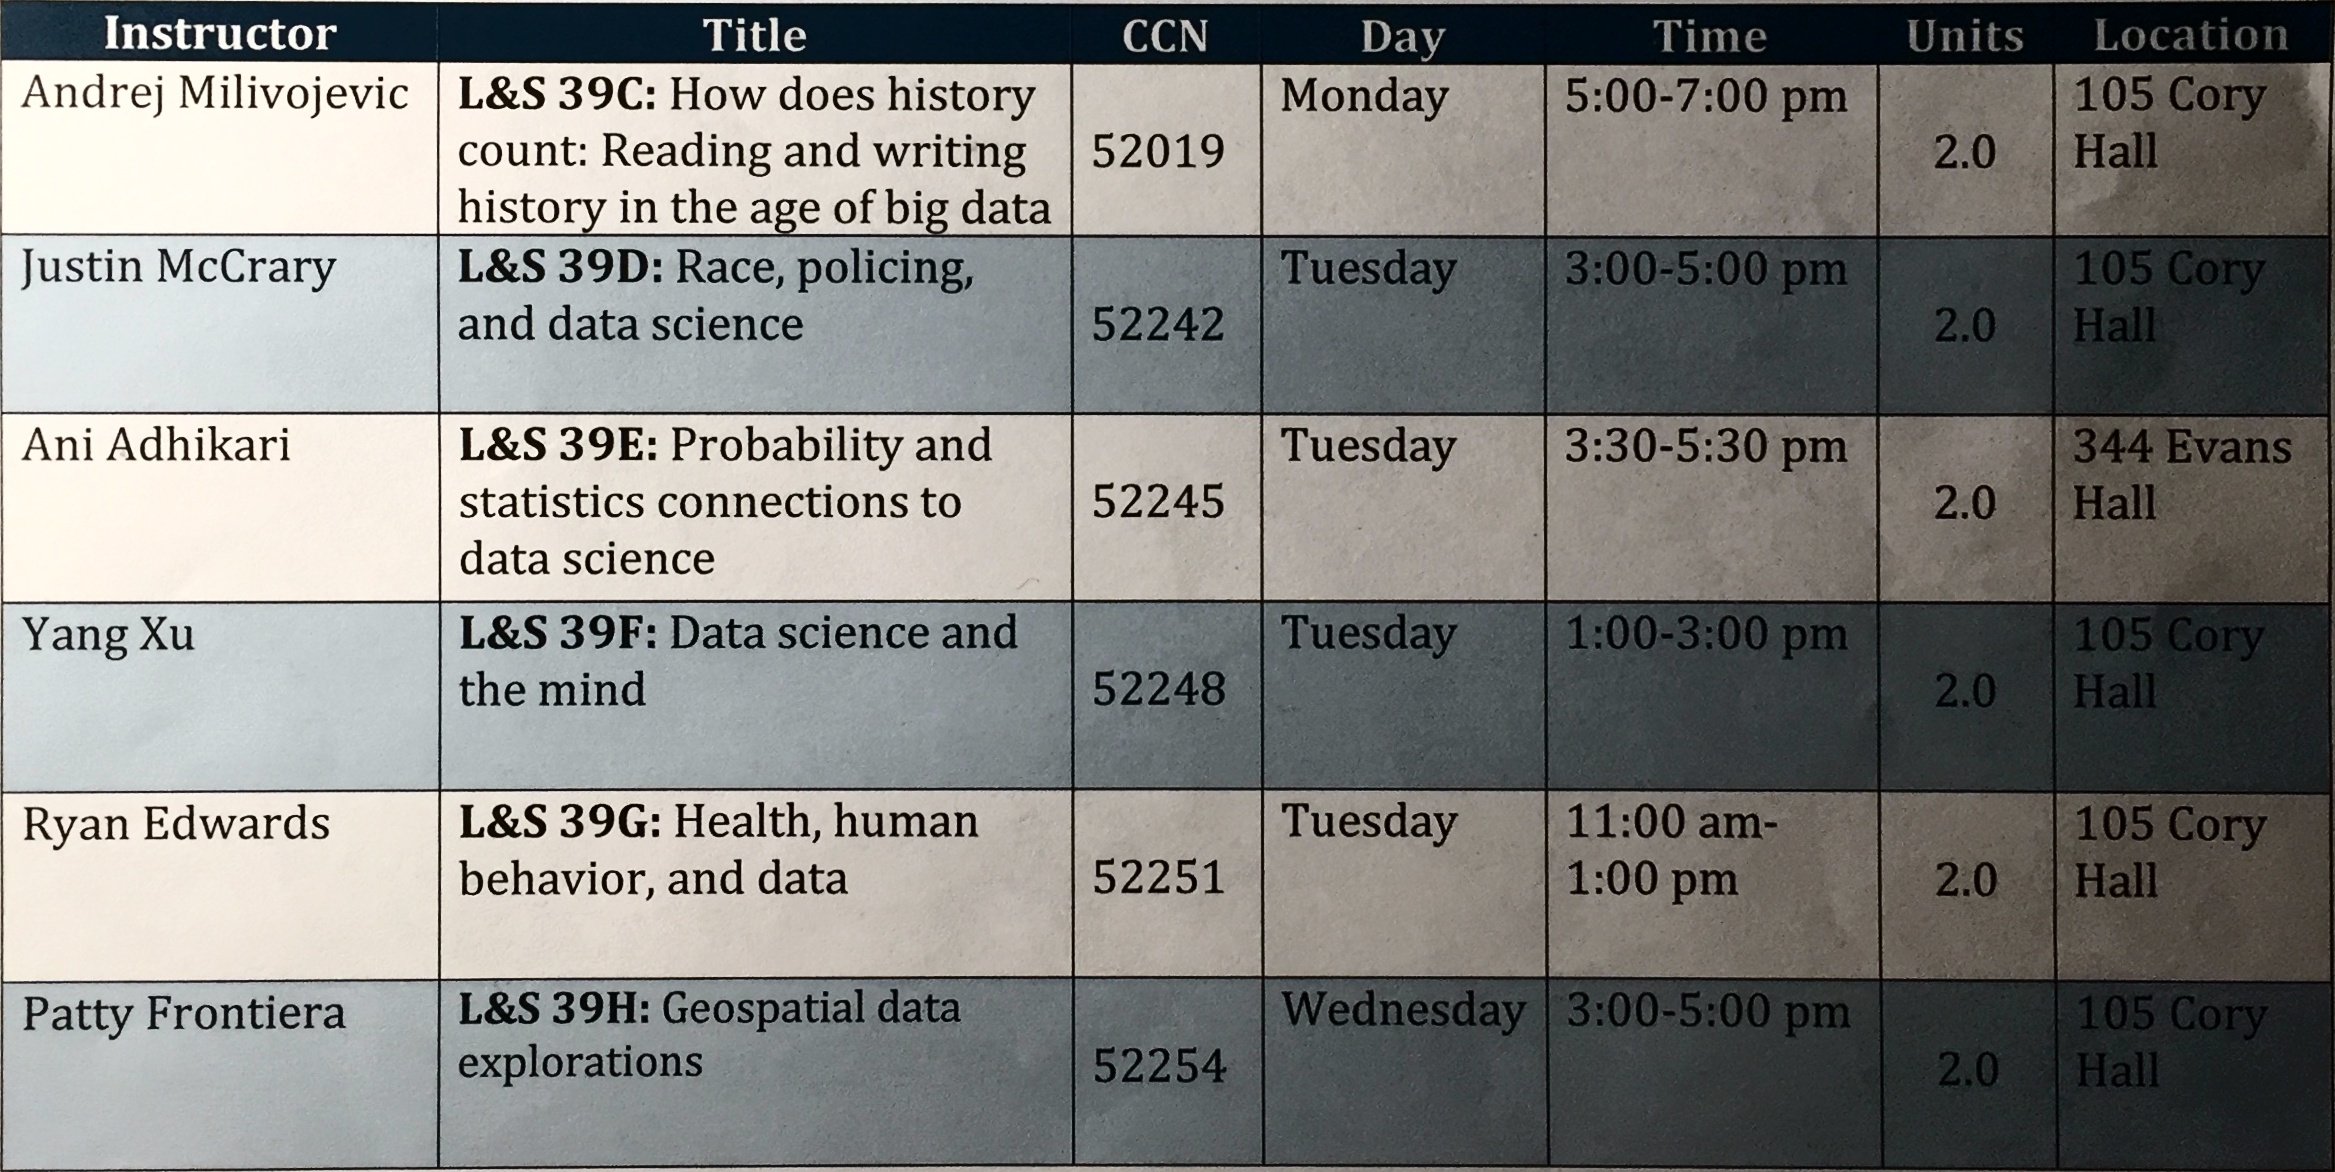 Instructor Title CCN Day Time Units Location
Andrej Milivojevic L&S 39C: How does history Monday 5:00-7:00 pm 105 Cory
count: Reading and writing 52019 2.0 Hall
history in the age of big data
Justin McCrary L&S 39D: Race, policing, Tuesday 3:00-5:00 pm 105 Cory
and data science 52242 2.0 Hall
Ani Adhikari L&S 39E: Probability and Tuesday 3:30-5:30 pm 344 Evans
statistics connections to 52245 2.0 Hall
data science
Yang Xu L&S 39F: Data science and Tuesday 1:00-3:00 pm 105 Cory
the mind 52248 2.0 Hall
Ryan Edwards L&S 39G: Health, human Tuesday 11:00 am- 105 Cory
behavior, and data 52251 1:00 pm 2.0 Hall
Patty Frontiera L&S 39H: Geospatial data Wednesday 3:00-5:00 pm 105 Cory
explorations 52254 2.0 Hall